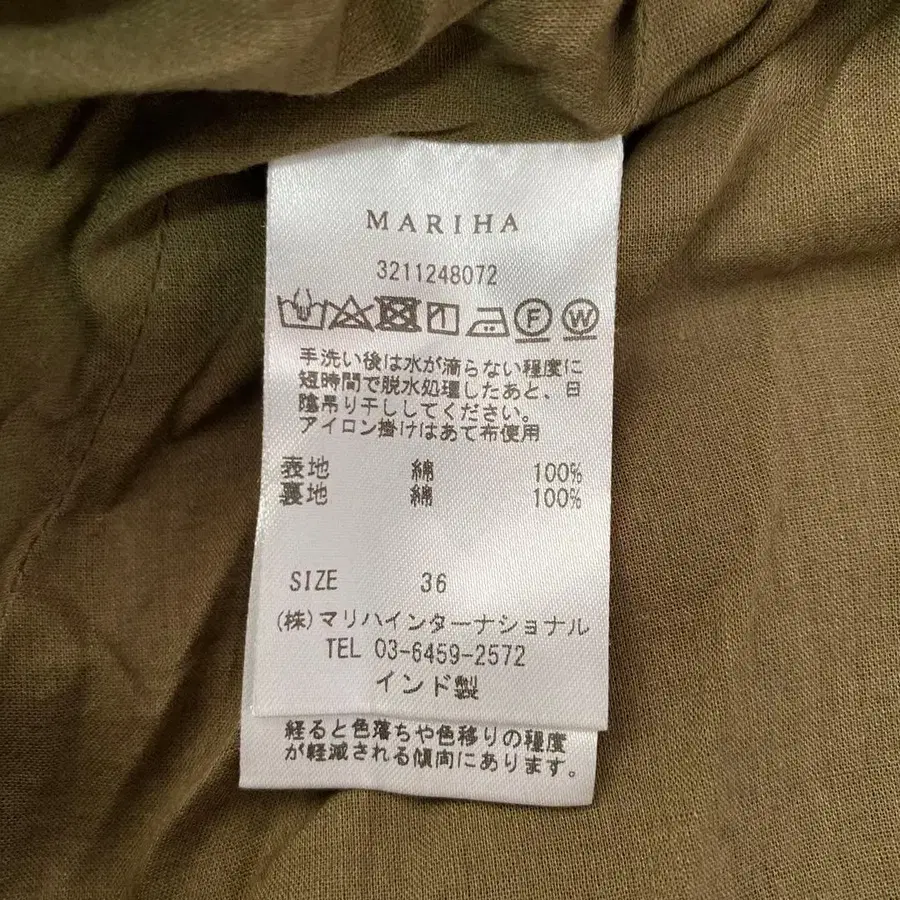 MARIHA
3211248072
F W
手洗い後は水が滴らない程度に
短時間で脱水処理したあと、日
陰吊り干ししてください。
アイロン掛けはあて布使用
表地 綿 100%
裏地 綿 100%
SIZE 36
(株)マリハインターナショナル
TEL 03-6459-2572
インド製
経ると色落ちや色移りの程度
が軽減される傾向にあります。